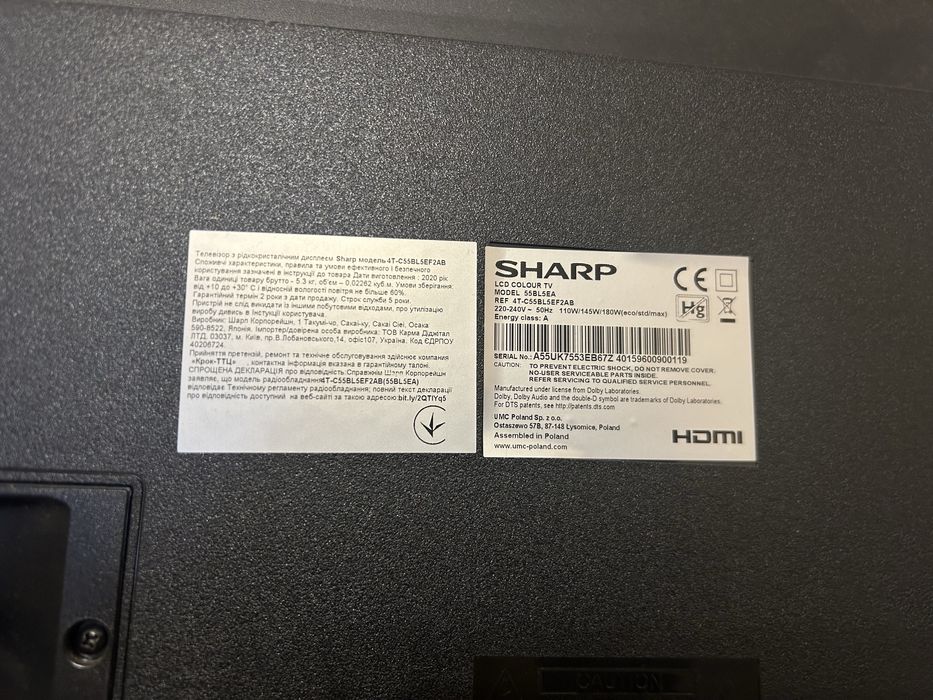 Телевізор з рідкокристалічним дисплеєм Sharp модель 4T-C55BL5EF2AB
Споживчі характеристики, правила та умови ефективного і безпечного
користування зазначені в інструкції до товара Дати виготовлення : 2020 рік
Вага одиниці товару брутто – 5.3 кг, об'єм – 0,02262 куб.м. Умови зберігання:
від +10 до +30° С і відносній вологості повітря не більше 60%.
Гарантійний термін 2 роки з дати продажу. Строк служби 5 роки.
Пристрій не слід викидати із іншими побутовими відходами, про утилізацію
виробу дивись в Інстукції користувача.
Виробник: Шарп Корпорейшн, 1 Такумі-чо, Сакаі-ку, Сакаі Сіеі, Осака
590-8522, Японія. Імпортер/довірена особа виробника: ТОВ Карма Діджітал
ЛТД. 03037, м. Київ, пр.В.Лобановського,14, офіс107, Україна. Код ЄДРПОУ
40206724.
Прийняття претензій, ремонт та технічне обслуговування здійснює компанія
«Крок-ТТЦ» , контактна інформація вказана в гарантійному талоні.
СПРОЩЕНА ДЕКЛАРАЦІЯ про відповідність:Справжнім Шарп Корпорейшн
заявляє, що модель радіообладнання4T-C55BL5EF2AB(55BL5EA)
відповідає Технічному регламенту радіообладнання; повний текст декларації
про відповідність доступний на веб-сайті за такою адресою:bit.ly/2QTIYq5
SHARP
LCD COLOUR TV
MODEL 55BL5EA
REF 4T-C55BL5EF2AB
220-240V ~ 50Hz 110W/145W/180W(eco/std/max)
Energy class: A
CE
Hg
SERIAL No.: A55UK7553EB67Z 40159600900119
CAUTION: TO PREVENT ELECTRIC SHOCK, DO NOT REMOVE COVER.
NO-USER SERVICEABLE PARTS INSIDE.
REFER SERVICING TO QUALIFIED SERVICE PERSONNEL.
Manufactured under license from Dolby Laboratories.
Dolby, Dolby Audio and the double-D symbol are trademarks of Dolby Laboratories.
For DTS patents, see http://patents.dts.com
UMC Poland Sp. z o.o.
Ostaszewo 57B, 87-148 Lysomice, Poland
Assembled in Poland
www.umc-poland.com
HDMI
CAUTION